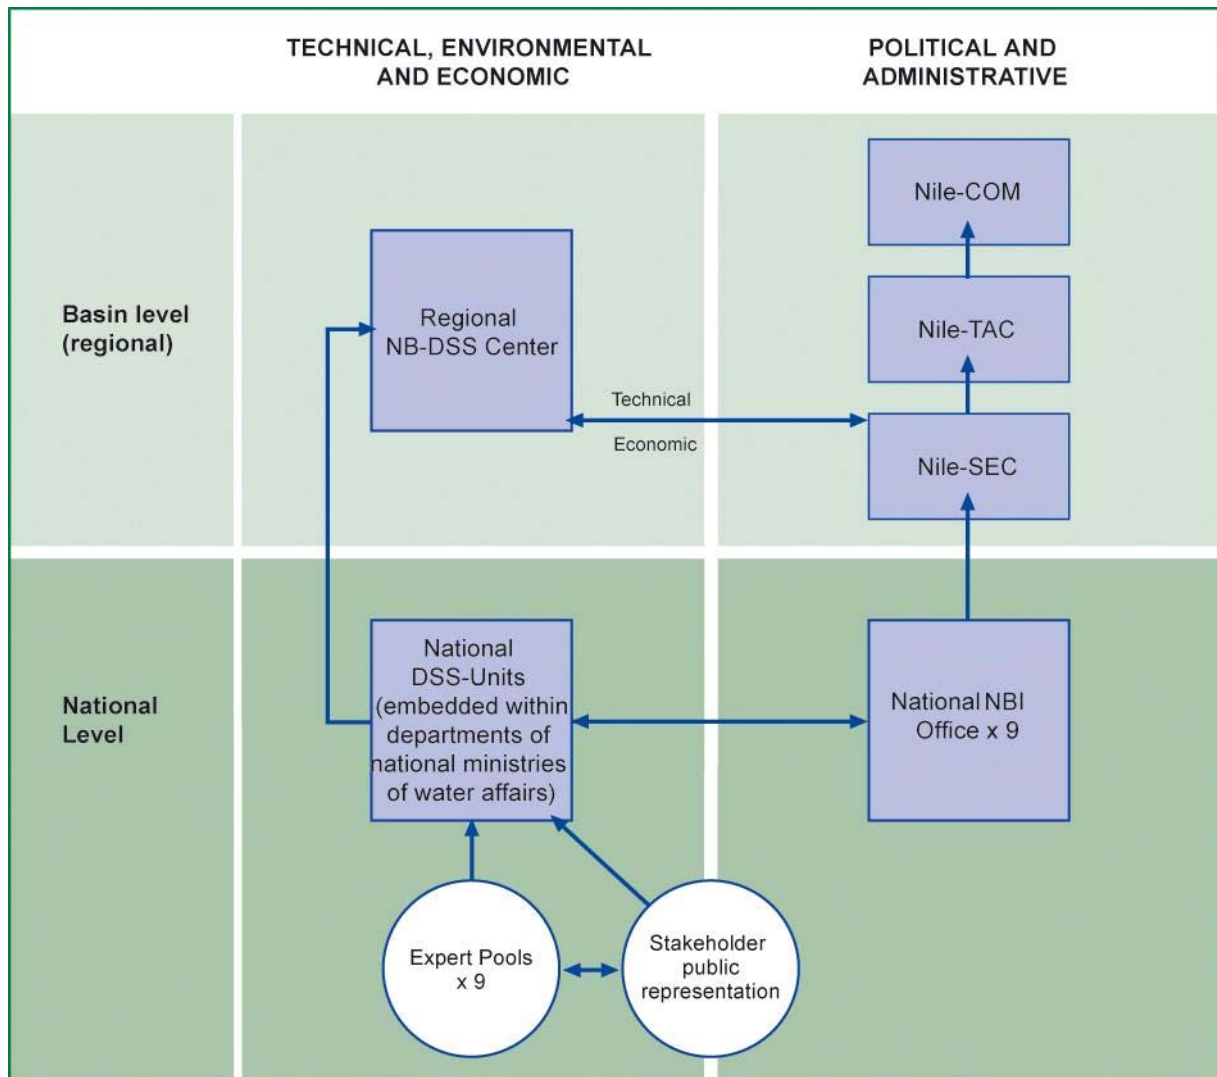 TECHNICAL, ENVIRONMENTAL
AND ECONOMIC
POLITICAL AND
ADMINISTRATIVE
Basin level
(regional)
Regional
NB-DSS Center
Technical
Economic
Nile-COM
Nile-TAC
Nile-SEC
National
Level
National
DSS-Units
(embedded within
departments of
national ministries
of water affairs)
National NBI
Office x 9
Expert Pools
x 9
Stakeholder
public
representation